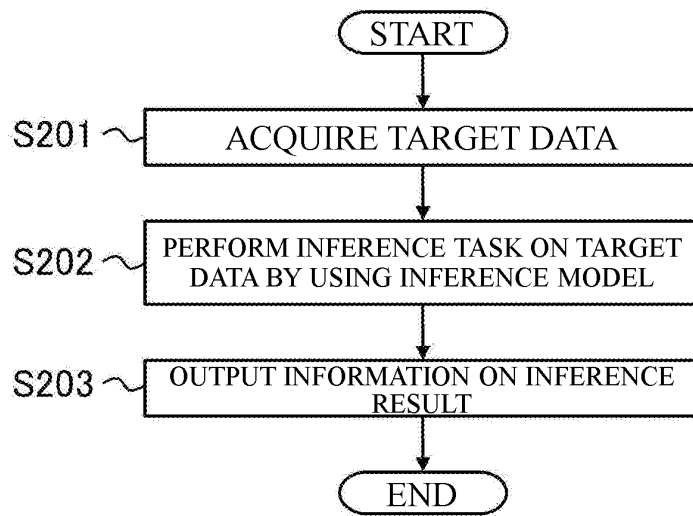 START
S201
ACQUIRE TARGET DATA
S202
PERFORM INFERENCE TASK ON TARGET
DATA BY USING INFERENCE MODEL
S203
OUTPUT INFORMATION ON INFERENCE
RESULT
END